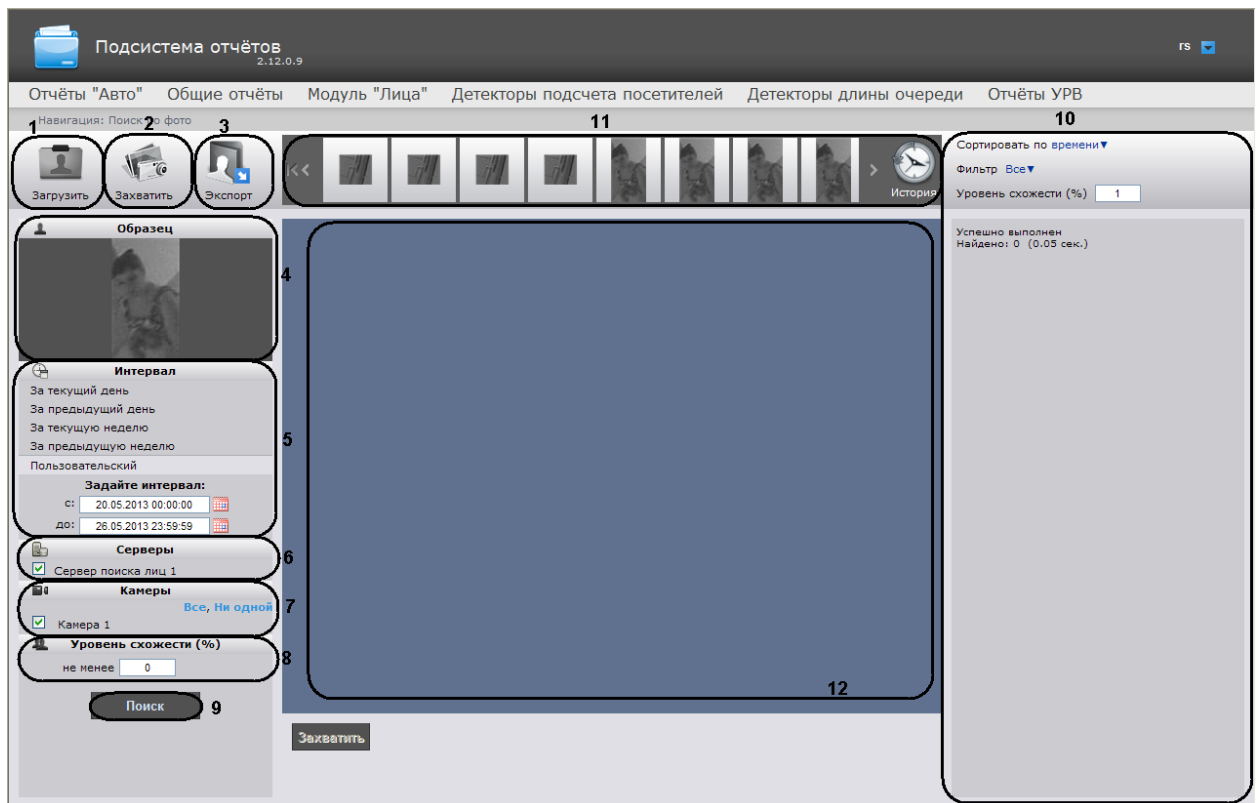 Подсистема отчётов
2.12.0.9
rs
Отчёты "Авто" Общие отчёты Модуль "Лица" Детекторы подсчета посетителей Детекторы длины очереди Отчёты УРВ
Навигация: Поиск по фото
1
2
3
11
10
Загрузить
Захватить
Экспорт
История
Сортировать по времени
Фильтр Все
Уровень схожести (%) 1
Образец
4
Успешно выполнен
Найдено: 0 (0.05 сек.)
Интервал
За текущий день
За предыдущий день
За текущую неделю
За предыдущую неделю
5
Пользовательский
Задайте интервал:
с: 20.05.2013 00:00:00
до: 26.05.2013 23:59:59
Серверы
6
Сервер поиска лиц 1
Камеры
Все, Ни одной
7
Камера 1
Уровень схожести (%)
8
не менее 0
12
Поиск
9
Захватить